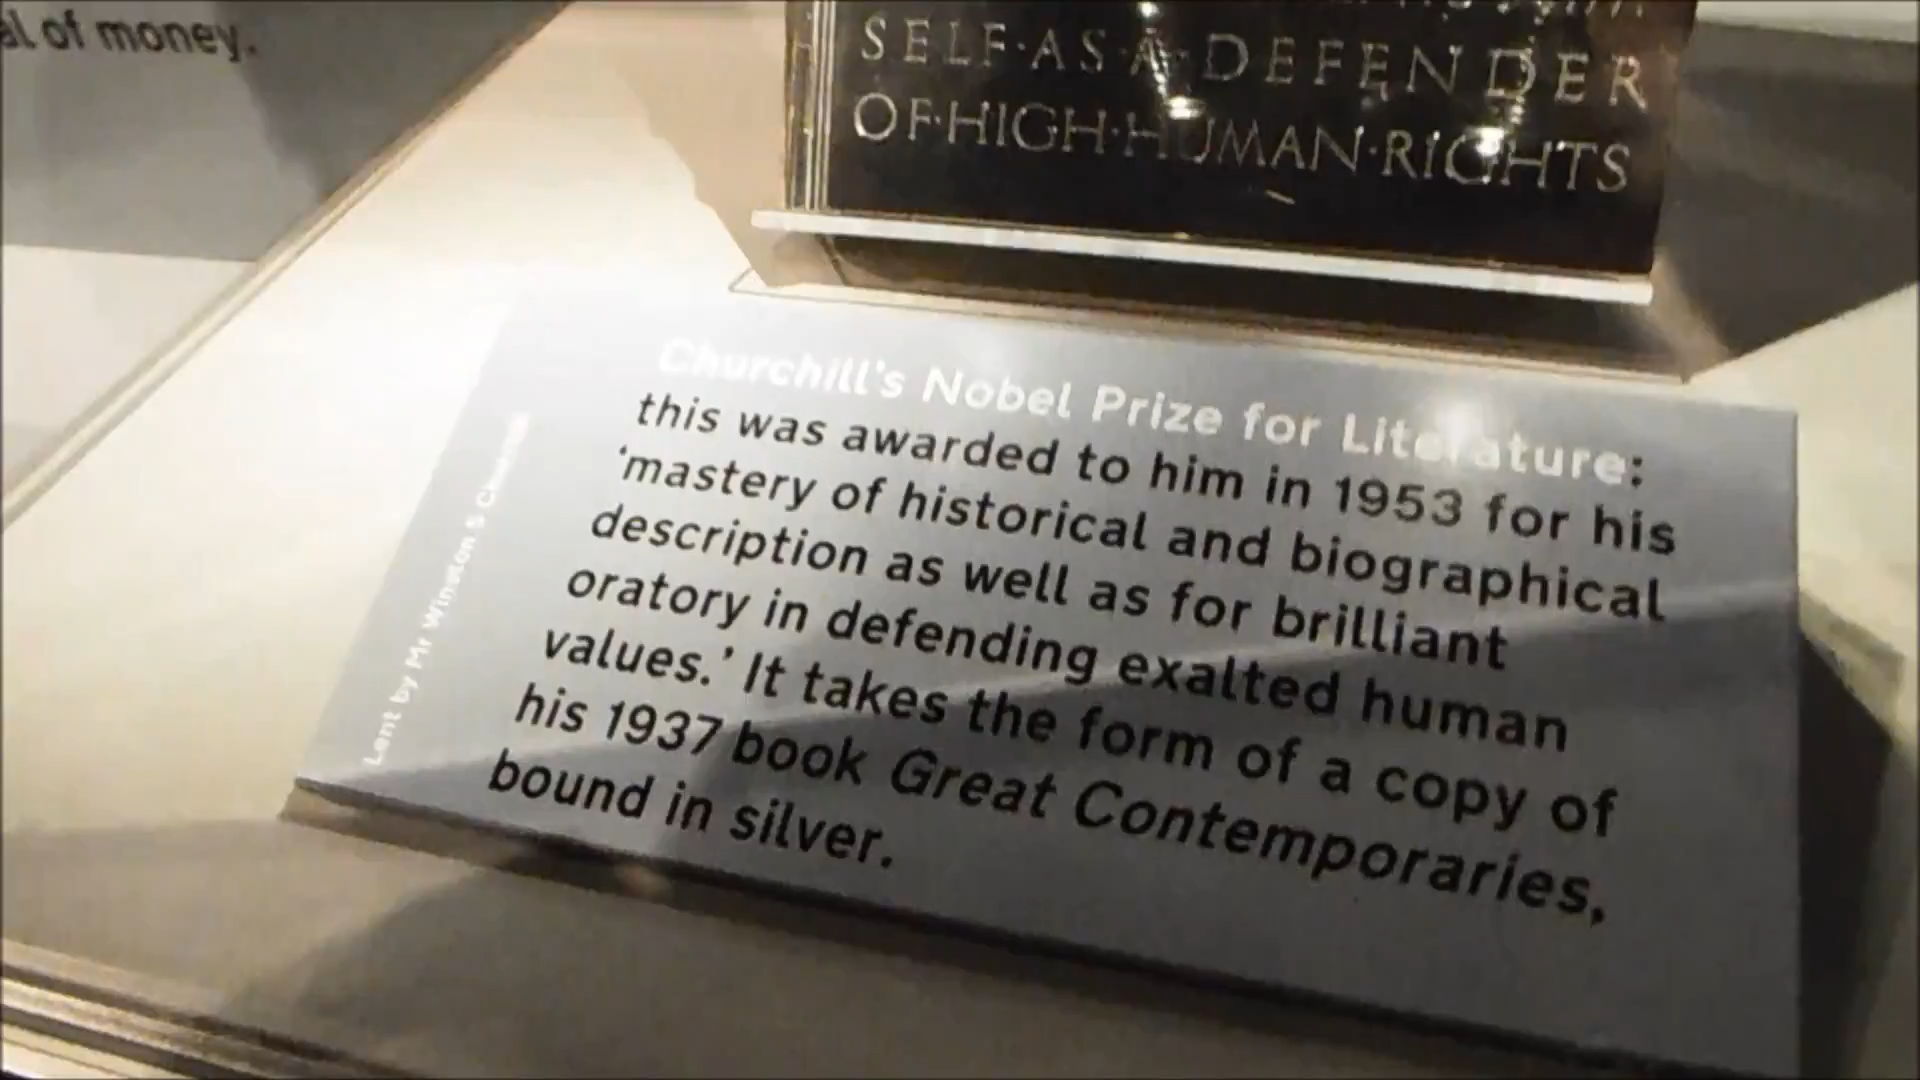 al of money.
SELF·AS·A·DEFENDER
OF·HIGH·HUMAN·RIGHTS
Churchill's Nobel Prize for Literature:
this was awarded to him in 1953 for his
'mastery of historical and biographical
description as well as for brilliant
oratory in defending exalted human
values.' It takes the form of a copy of
his 1937 book Great Contemporaries,
bound in silver.
Lent by Mr Winston S Churchill